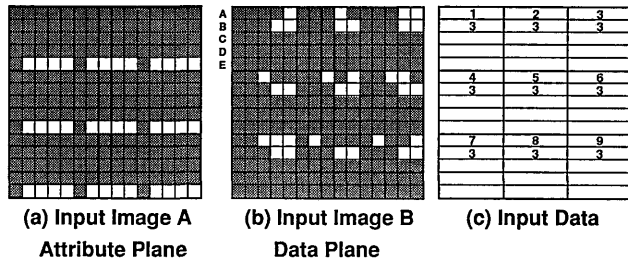 A
B
C
D
E
1 2 3
3 3 3
4 5 6
3 3 3
7 8 9
3 3 3
(a) Input Image A
Attribute Plane
(b) Input Image B
Data Plane
(c) Input Data